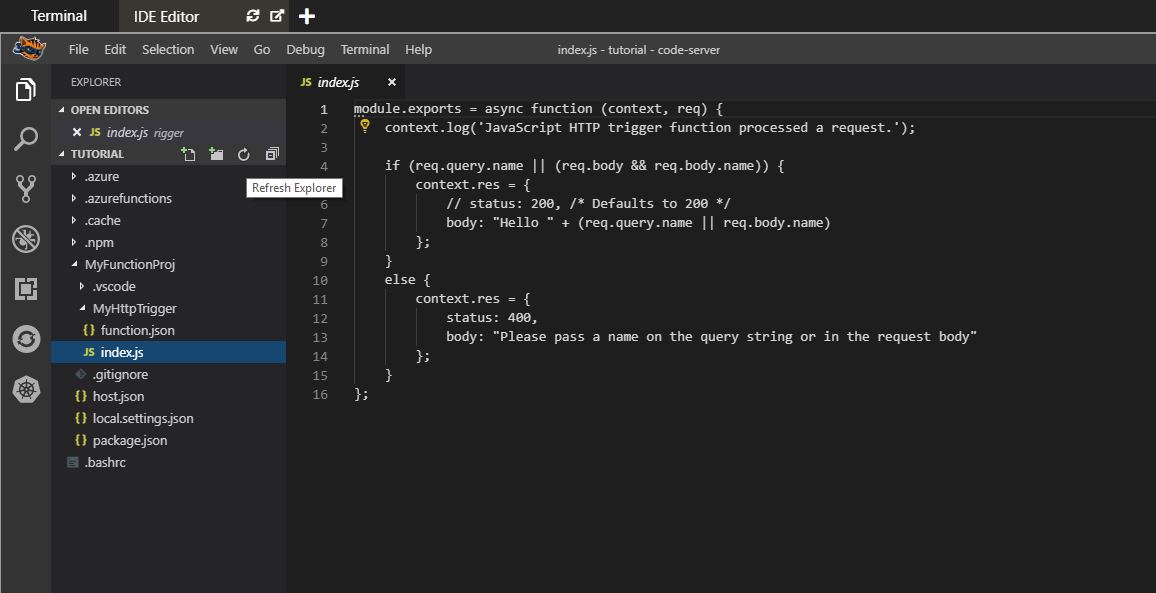 Terminal IDE Editor
File Edit Selection View Go Debug Terminal Help index.js - tutorial - code-server
EXPLORER
OPEN EDITORS
JS index.js rigger
TUTORIAL
Refresh Explorer
.azure
.azurefunctions
.cache
.npm
MyFunctionProj
.vscode
MyHttpTrigger
{} function.json
JS index.js
.gitignore
{} host.json
{} local.settings.json
{} package.json
.bashrc
JS index.js
1 module.exports = async function (context, req) {
2 context.log('JavaScript HTTP trigger function processed a request.');
3
4 if (req.query.name || (req.body && req.body.name)) {
context.res = {
6 // status: 200, /* Defaults to 200 */
7 body: "Hello " + (req.query.name || req.body.name)
8 };
9 }
10 else {
11 context.res = {
12 status: 400,
13 body: "Please pass a name on the query string or in the request body"
14 };
15 }
16 };